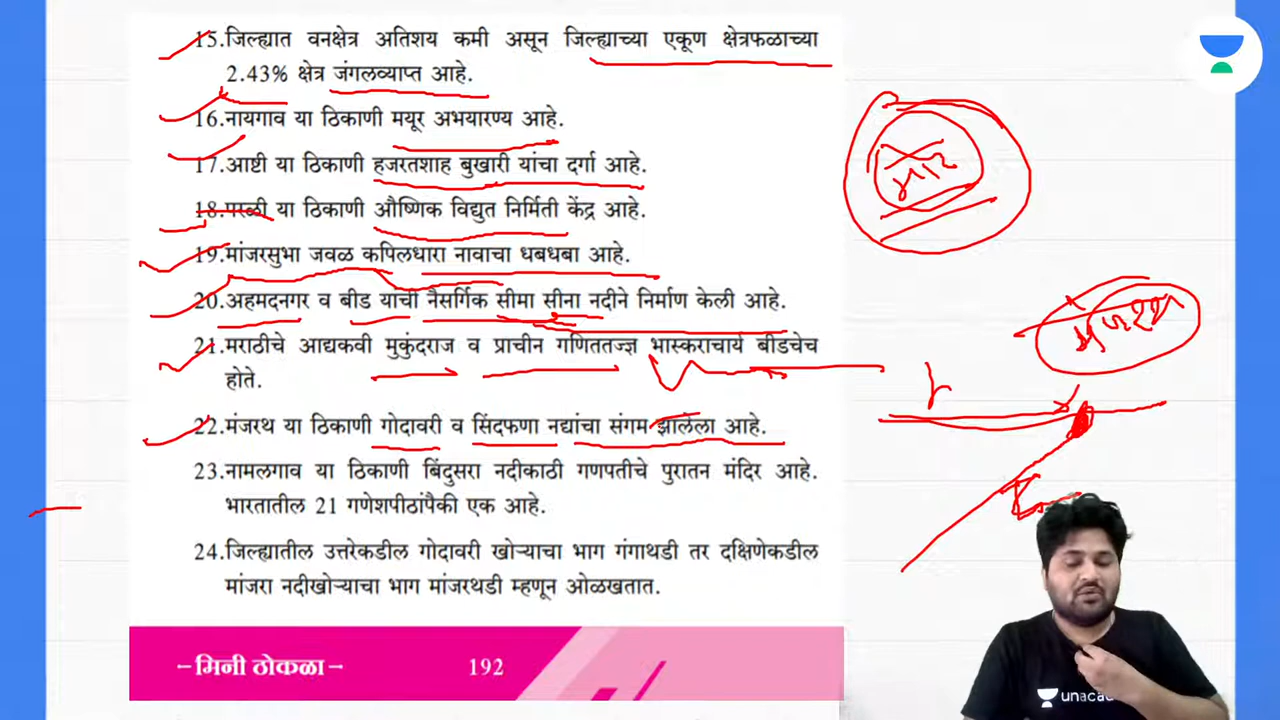 15.जिल्ह्यात वनक्षेत्र अतिशय कमी असून जिल्ह्याच्या एकूण क्षेत्रफळाच्या
2.43% क्षेत्र जंगलव्याप्त आहे.
16.नायगाव या ठिकाणी मयूर अभयारण्य आहे.
17.आष्टी या ठिकाणी हजरतशाह बुखारी यांचा दर्गा आहे.
18.परळी या ठिकाणी औष्णिक विद्युत निर्मिती केंद्र आहे.
19.मांजरसुभा जवळ कपिलधारा नावाचा धबधबा आहे.
20.अहमदनगर व बीड याची नैसर्गिक सीमा सीना नदीने निर्माण केली आहे.
21.मराठीचे आद्यकवी मुकुंदराज व प्राचीन गणिततज्ज्ञ भास्कराचार्य बीडचेच
होते.
22.मंजरथ या ठिकाणी गोदावरी व सिंदफणा नद्यांचा संगम झालेला आहे.
23.नामलगाव या ठिकाणी बिंदुसरा नदीकाठी गणपतीचे पुरातन मंदिर आहे.
भारतातील 21 गणेशपीठांपैकी एक आहे.
24.जिल्ह्यातील उत्तरेकडील गोदावरी खोऱ्याचा भाग गंगाथडी तर दक्षिणेकडील
मांजरा नदीखोऱ्याचा भाग मांजरथडी म्हणून ओळखतात.
–मिनी ठोकळा–
192
unaca